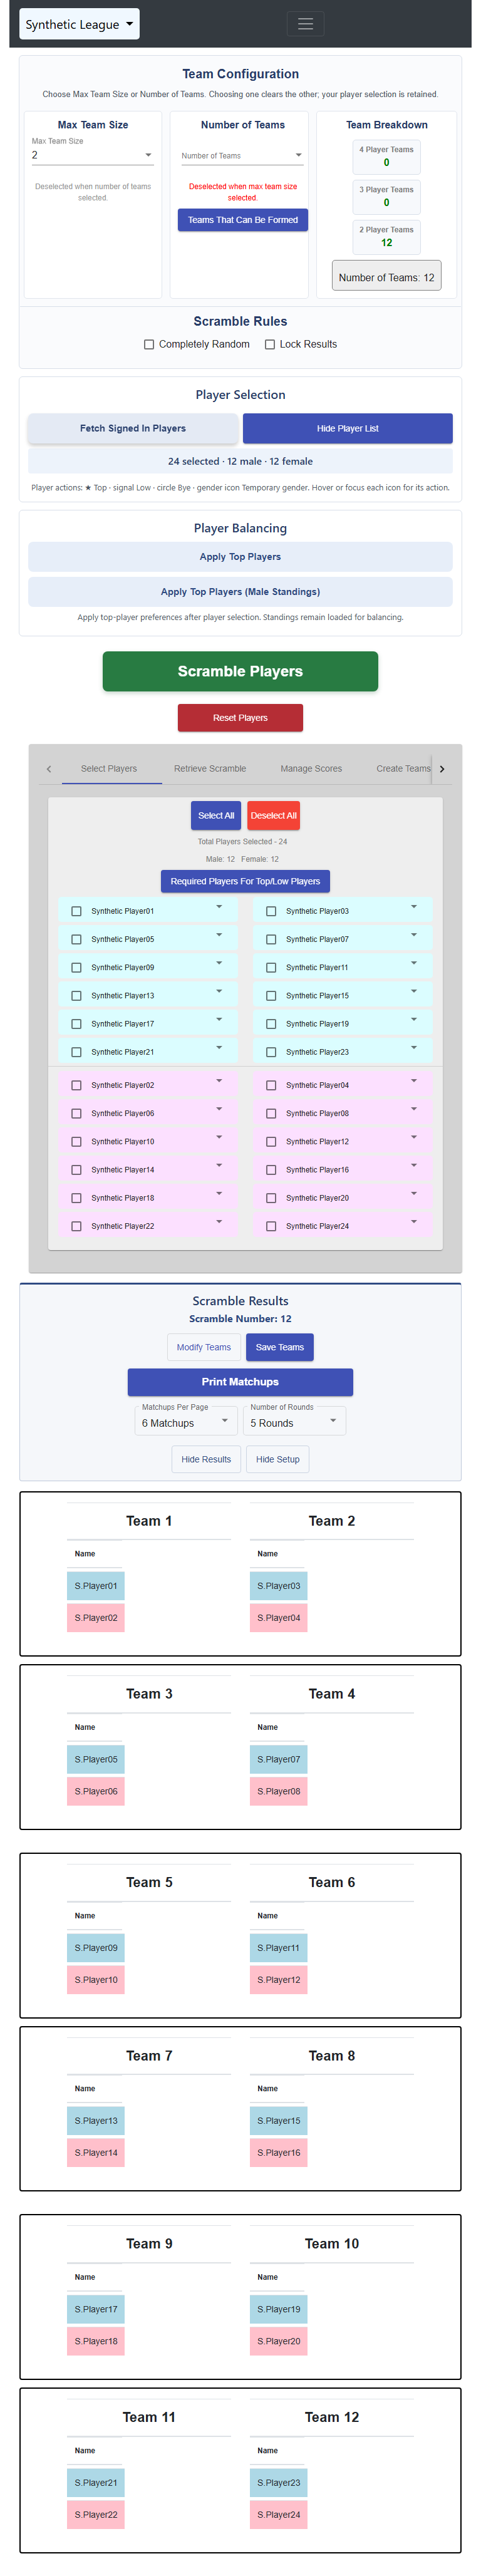 Synthetic League
Team Configuration
Choose Max Team Size or Number of Teams. Choosing one clears the other; your player selection is retained.
Max Team Size
Max Team Size
2
Deselected when number of teams
selected.
Number of Teams
Number of Teams
Deselected when max team size
selected.
Teams That Can Be Formed
Team Breakdown
4 Player Teams
0
3 Player Teams
0
2 Player Teams
12
Number of Teams: 12
Scramble Rules
Completely Random
Lock Results
Player Selection
Fetch Signed In Players
Hide Player List
24 selected · 12 male · 12 female
Player actions: ★ Top · signal Low · circle Bye · gender icon Temporary gender. Hover or focus each icon for its action.
Player Balancing
Apply Top Players
Apply Top Players (Male Standings)
Apply top-player preferences after player selection. Standings remain loaded for balancing.
Scramble Players
Reset Players
Select Players
Retrieve Scramble
Manage Scores
Create Teams
Select All
Deselect All
Total Players Selected - 24
Male: 12 Female: 12
Required Players For Top/Low Players
Synthetic Player01
Synthetic Player03
Synthetic Player05
Synthetic Player07
Synthetic Player09
Synthetic Player11
Synthetic Player13
Synthetic Player15
Synthetic Player17
Synthetic Player19
Synthetic Player21
Synthetic Player23
Synthetic Player02
Synthetic Player04
Synthetic Player06
Synthetic Player08
Synthetic Player10
Synthetic Player12
Synthetic Player14
Synthetic Player16
Synthetic Player18
Synthetic Player20
Synthetic Player22
Synthetic Player24
Scramble Results
Scramble Number: 12
Modify Teams
Save Teams
Print Matchups
Matchups Per Page
6 Matchups
Number of Rounds
5 Rounds
Hide Results
Hide Setup
Team 1
Name
S.Player01
S.Player02
Team 2
Name
S.Player03
S.Player04
Team 3
Name
S.Player05
S.Player06
Team 4
Name
S.Player07
S.Player08
Team 5
Name
S.Player09
S.Player10
Team 6
Name
S.Player11
S.Player12
Team 7
Name
S.Player13
S.Player14
Team 8
Name
S.Player15
S.Player16
Team 9
Name
S.Player17
S.Player18
Team 10
Name
S.Player19
S.Player20
Team 11
Name
S.Player21
S.Player22
Team 12
Name
S.Player23
S.Player24